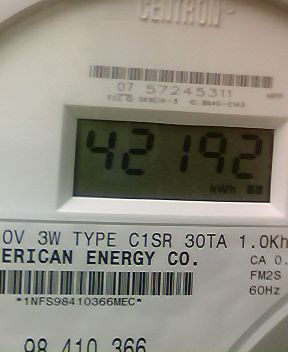 CENTRON®
07 57245311
FCC ID SK9C1A-3 IC 864G-C1A3
42192
kWh
0V 3W TYPE C1SR 30TA 1.0Kh
ERICAN ENERGY CO.
CA 0.
FM2S
60Hz
*1NFS98410366MEC*
98 410 366